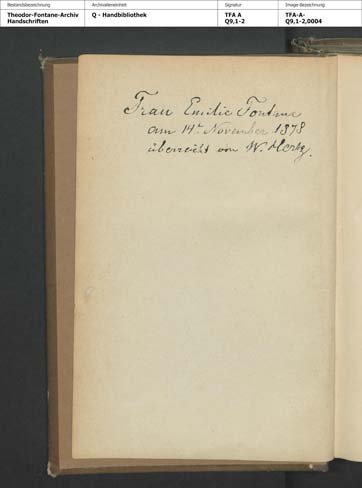 Bestandsbezeichnung
Theodor-Fontane-Archiv
Handschriften
Archivalieneinheit
Q - Handbibliothek
Signatur
TFA A
Q9,1-2
Image-Bezeichnung
TFA-A-
Q9,1-2,0004
Frau Emilie Fontane
am 14t November 1878
überreicht von W. Hertz.